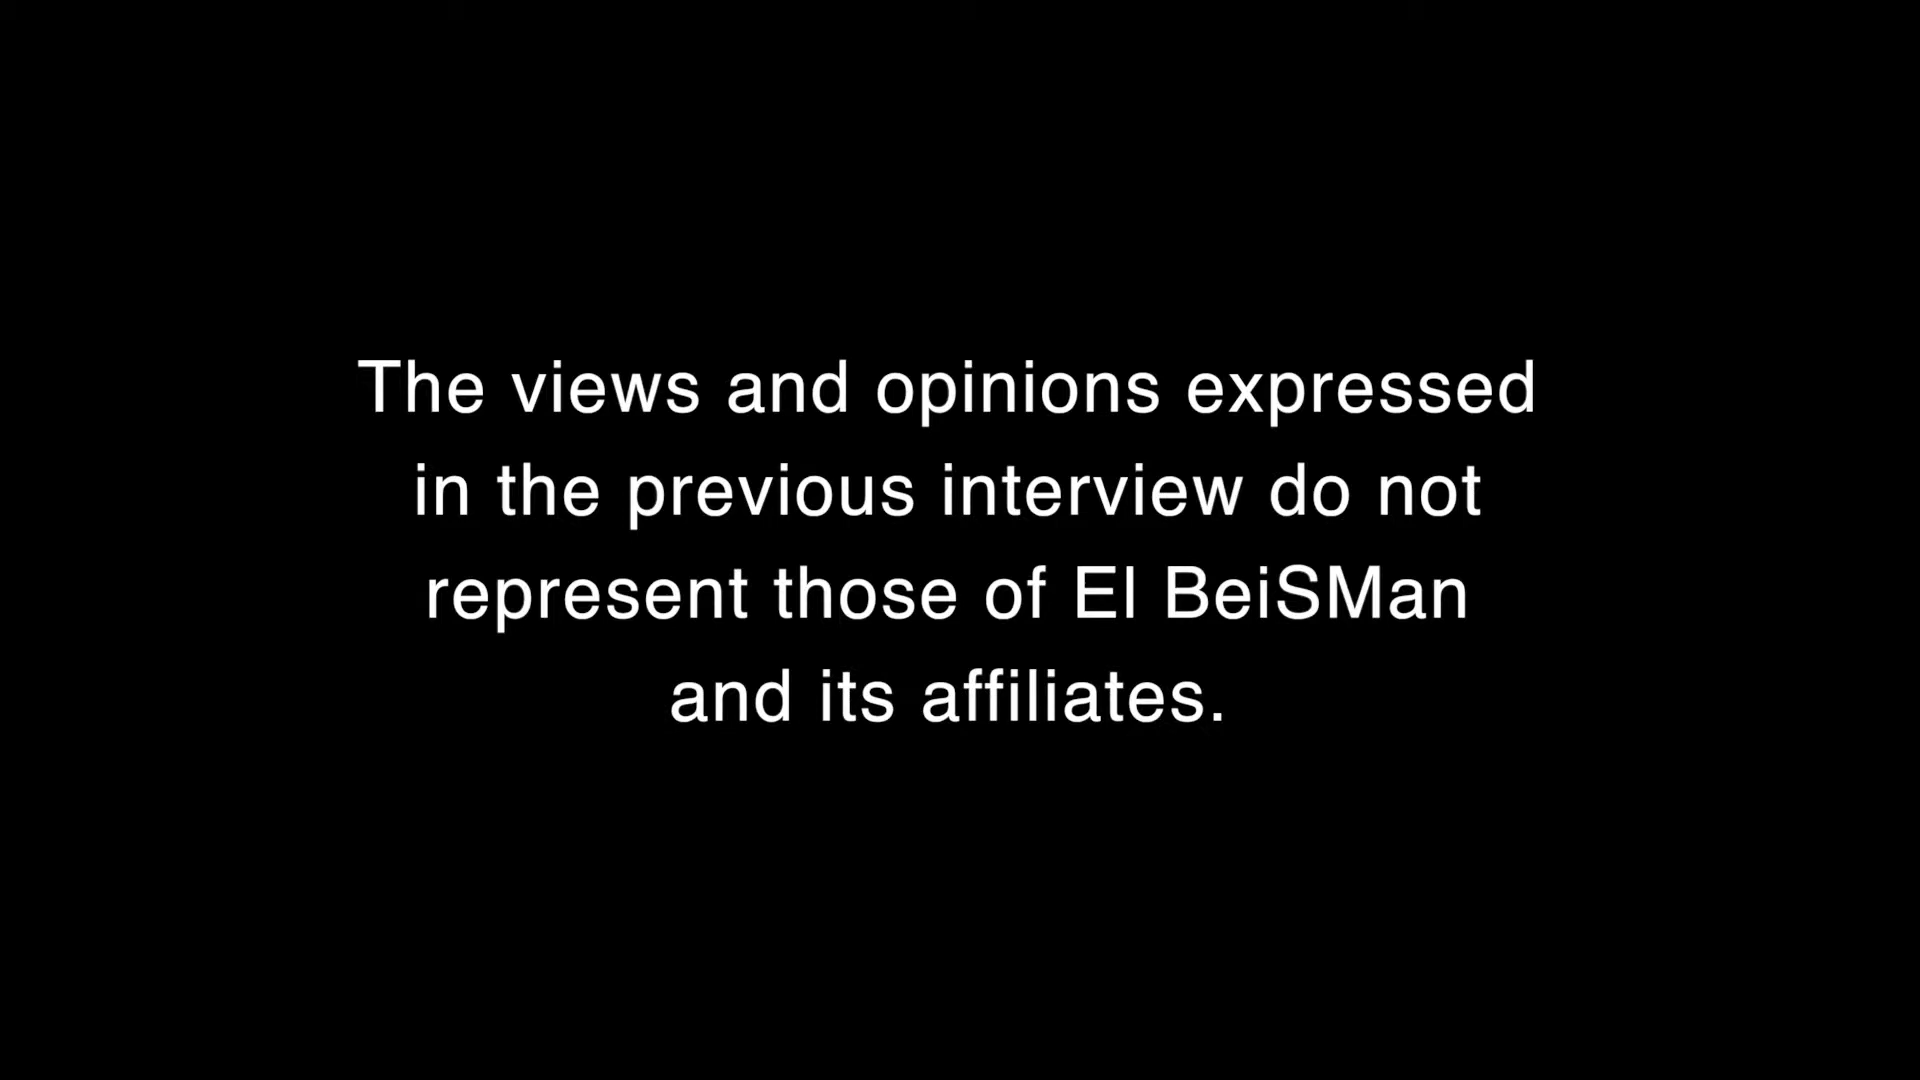 The views and opinions expressed
in the previous interview do not
represent those of El BeiSMan
and its affiliates.